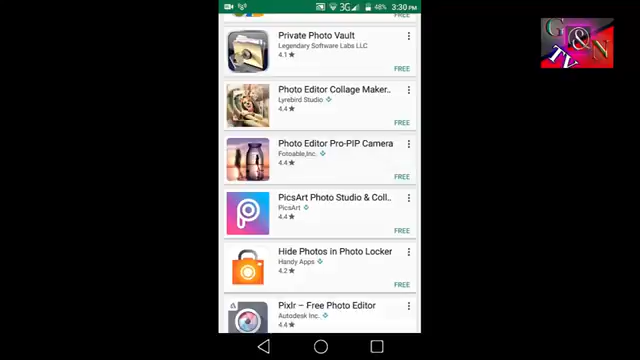 3G 48% 3:30 PM
Private Photo Vault
Legendary Software Labs LLC
4.1★
FREE
Photo Editor Collage Maker..
Lyrebird Studio
4.4★
FREE
Photo Editor Pro-PIP Camera
Fotoable,Inc.
4.4★
FREE
PicsArt Photo Studio & Coll..
PicsArt
4.4★
FREE
Hide Photos in Photo Locker
Handy Apps
4.2★
FREE
Pixlr – Free Photo Editor
Autodesk Inc.
4.4★
G&N
TV